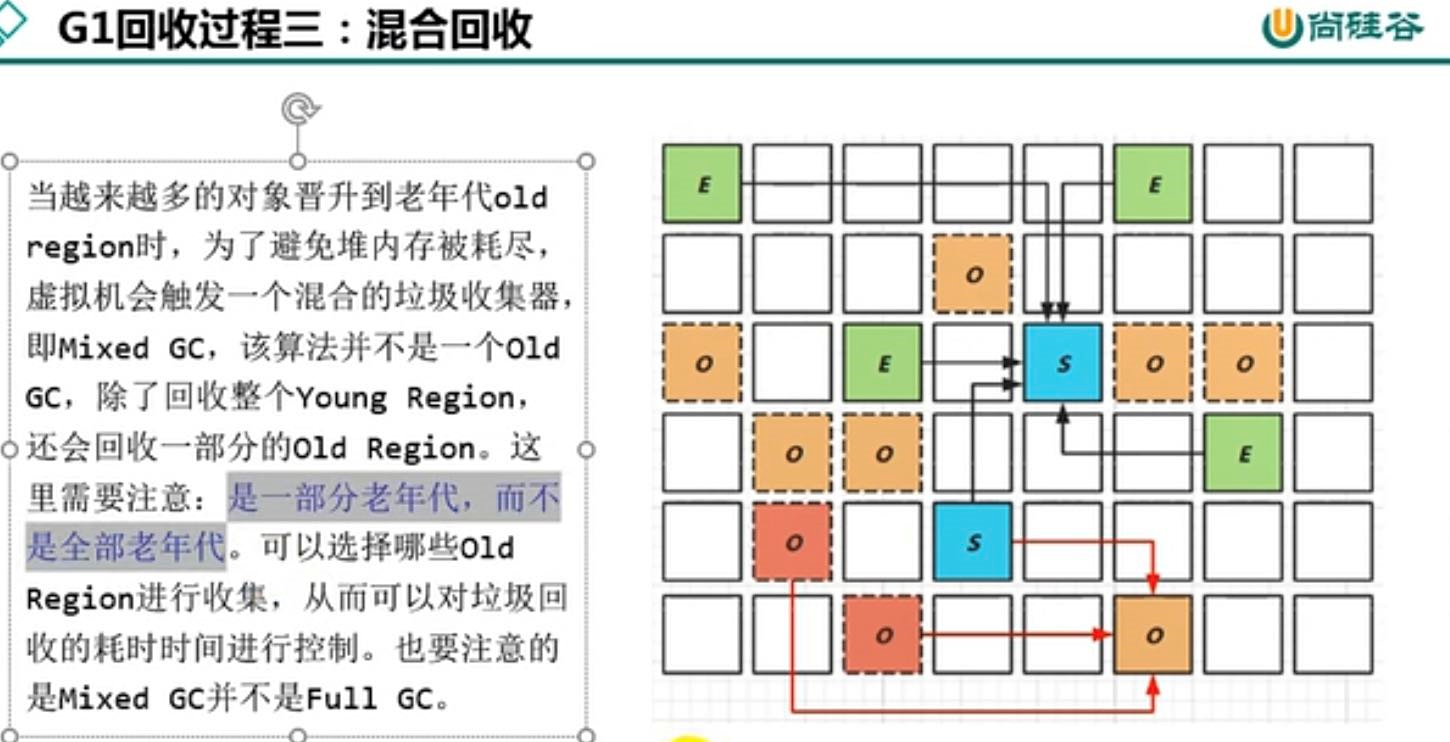 G1回收过程三：混合回收
尚硅谷
当越来越多的对象晋升到老年代old
region时，为了避免堆内存被耗尽，
虚拟机会触发一个混合的垃圾收集器，
即Mixed GC，该算法并不是一个Old
GC，除了回收整个Young Region，
还会回收一部分的Old Region。这
里需要注意：是一部分老年代，而不
是全部老年代。可以选择哪些Old
Region进行收集，从而可以对垃圾回
收的耗时时间进行控制。也要注意的
是Mixed GC并不是Full GC。
E E
O
O E S O O
O O E
O S
O O